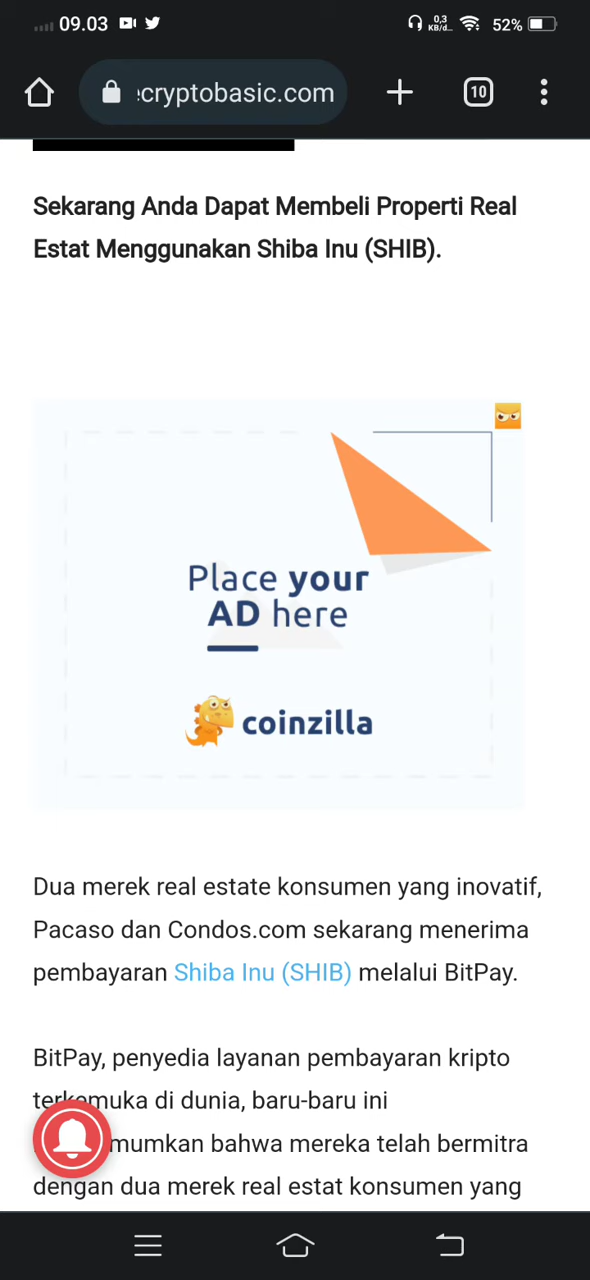 09.03
0,3
KB/d...
52%
:cryptobasic.com
10
Sekarang Anda Dapat Membeli Properti Real
Estat Menggunakan Shiba Inu (SHIB).
Place your
AD here
coinzilla
Dua merek real estate konsumen yang inovatif,
Pacaso dan Condos.com sekarang menerima
pembayaran Shiba Inu (SHIB) melalui BitPay.
BitPay, penyedia layanan pembayaran kripto
terkemuka di dunia, baru-baru ini
mumkan bahwa mereka telah bermitra
dengan dua merek real estat konsumen yang